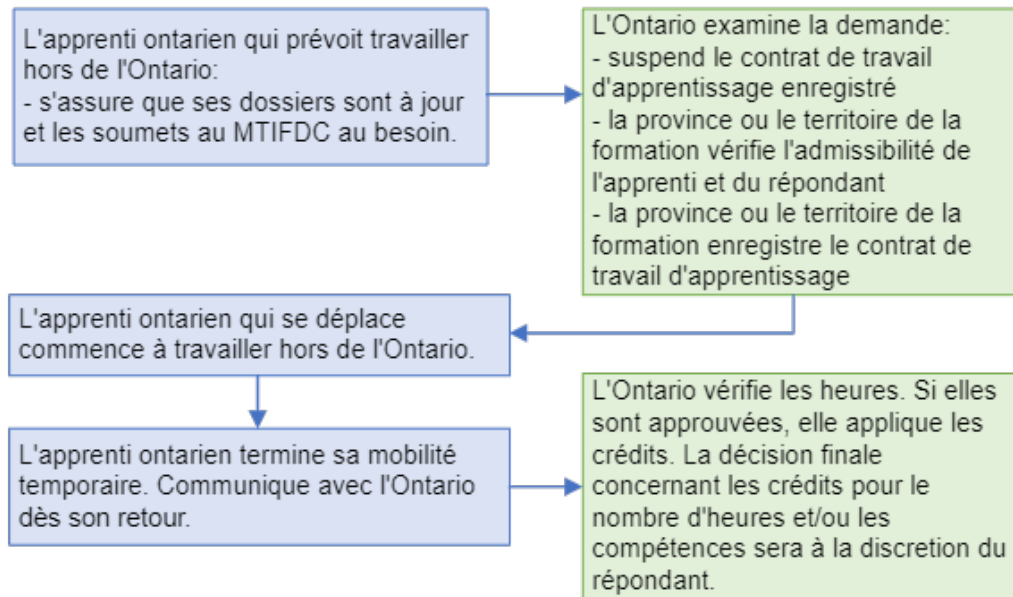 L'apprenti ontarien qui prévoit travailler
hors de l'Ontario:
- s'assure que ses dossiers sont à jour
et les soumets au MTIFDC au besoin.
L'Ontario examine la demande:
- suspend le contrat de travail
d'apprentissage enregistré
- la province ou le territoire de la
formation vérifie l'admissibilité de
l'apprenti et du répondant
- la province ou le territoire de la
formation enregistre le contrat de
travail d'apprentissage
L'apprenti ontarien qui se déplace
commence à travailler hors de l'Ontario.
L'apprenti ontarien termine sa mobilité
temporaire. Communique avec l'Ontario
dès son retour.
L'Ontario vérifie les heures. Si elles
sont approuvées, elle applique les
crédits. La décision finale
concernant les crédits pour le
nombre d'heures et/ou les
compétences sera à la discretion du
répondant.